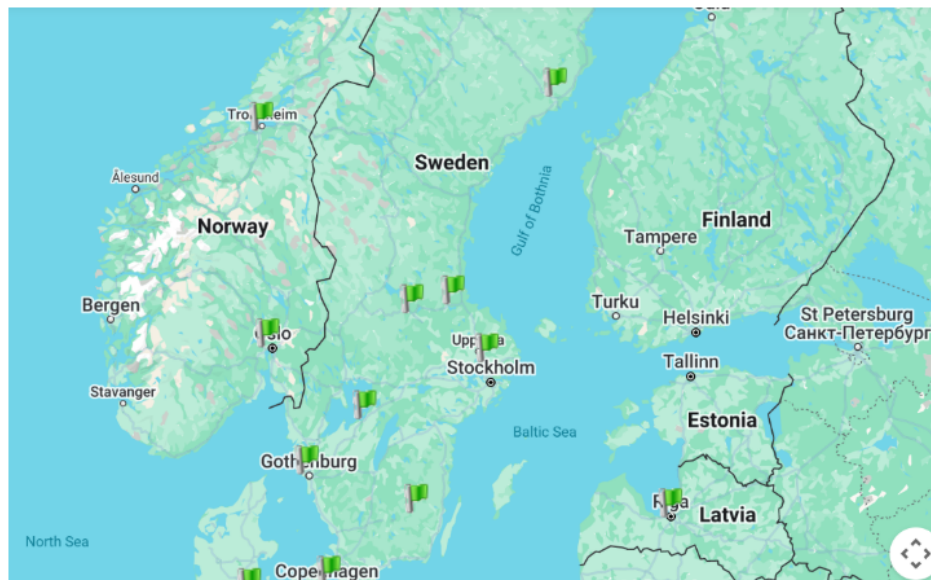 Trondheim
Sweden
Ålesund
Gulf of Bothnia
Norway
Finland
Tampere
Bergen
Turku
Helsinki
St Petersburg
Санкт-Петербург
Oslo
Uppsala
Stockholm
Tallinn
Stavanger
Estonia
Baltic Sea
Gothenburg
Riga
Latvia
North Sea
Copenhagen